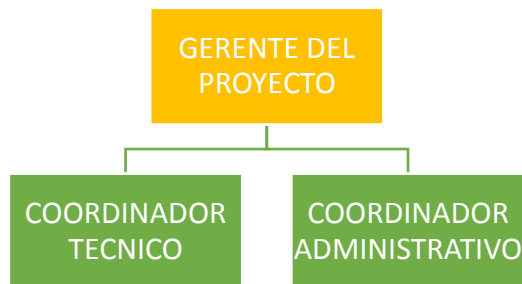 GERENTE DEL
PROYECTO
COORDINADOR
TECNICO
COORDINADOR
ADMINISTRATIVO